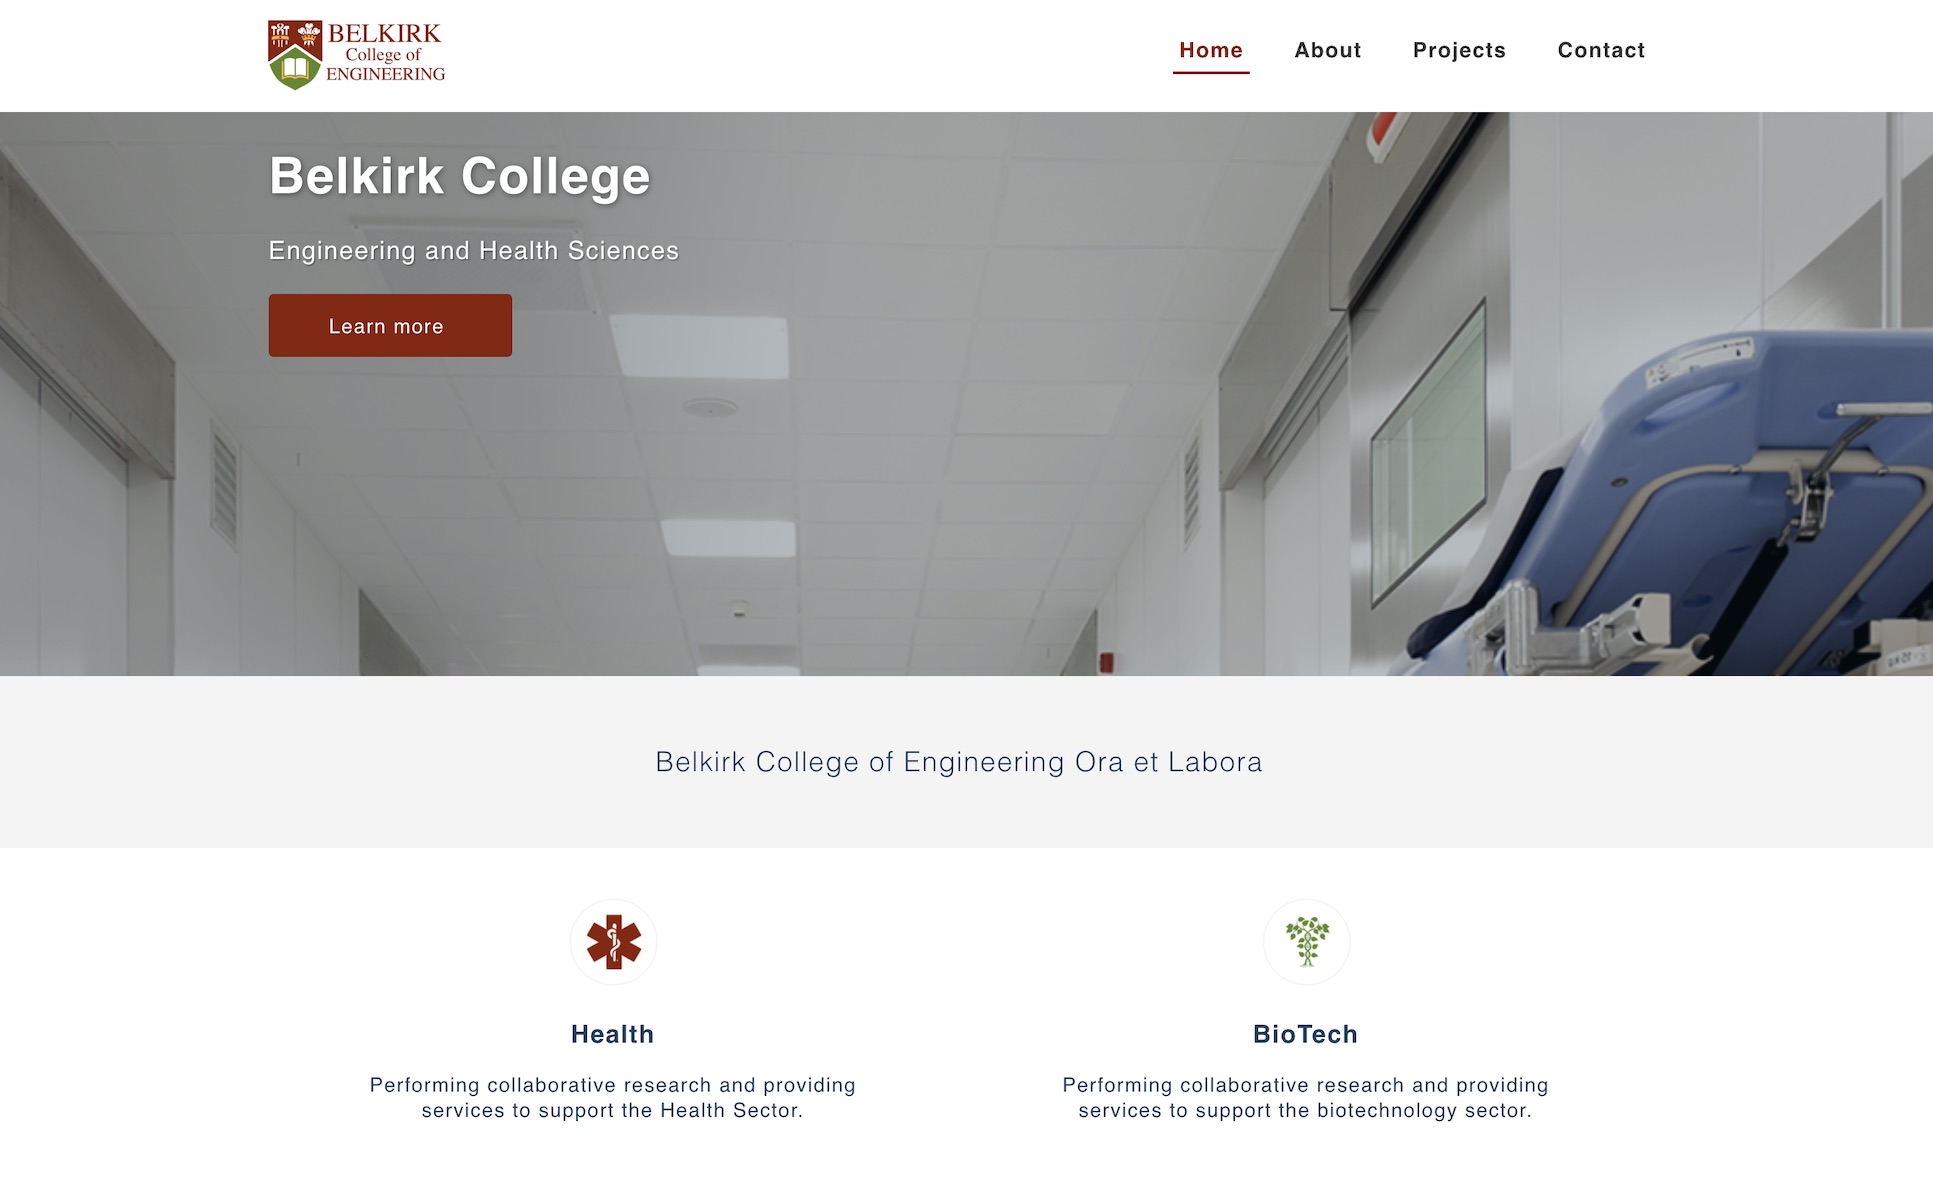 BELKIRK
College of
ENGINEERING
Home
About
Projects
Contact
Belkirk College
Engineering and Health Sciences
Learn more
Belkirk College of Engineering Ora et Labora
Health
Performing collaborative research and providing
services to support the Health Sector.
BioTech
Performing collaborative research and providing
services to support the biotechnology sector.